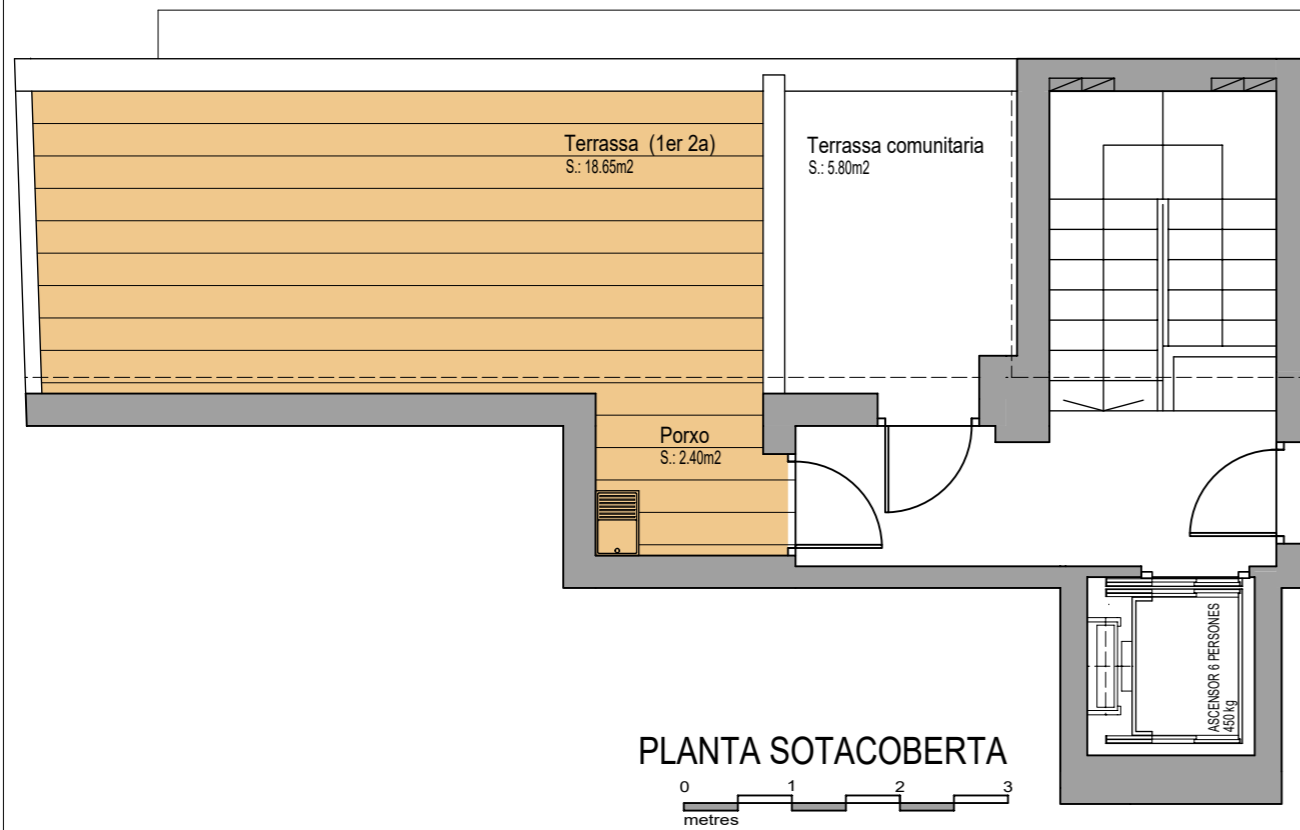 Terrassa (1er 2a)
S.: 18.65m2
Terrassa comunitaria
S.: 5.80m2
Porxo
S.: 2.40m2
ASCENSOR 6 PERSONES
450 kg
PLANTA SOTACOBERTA
0 1 2 3
metres